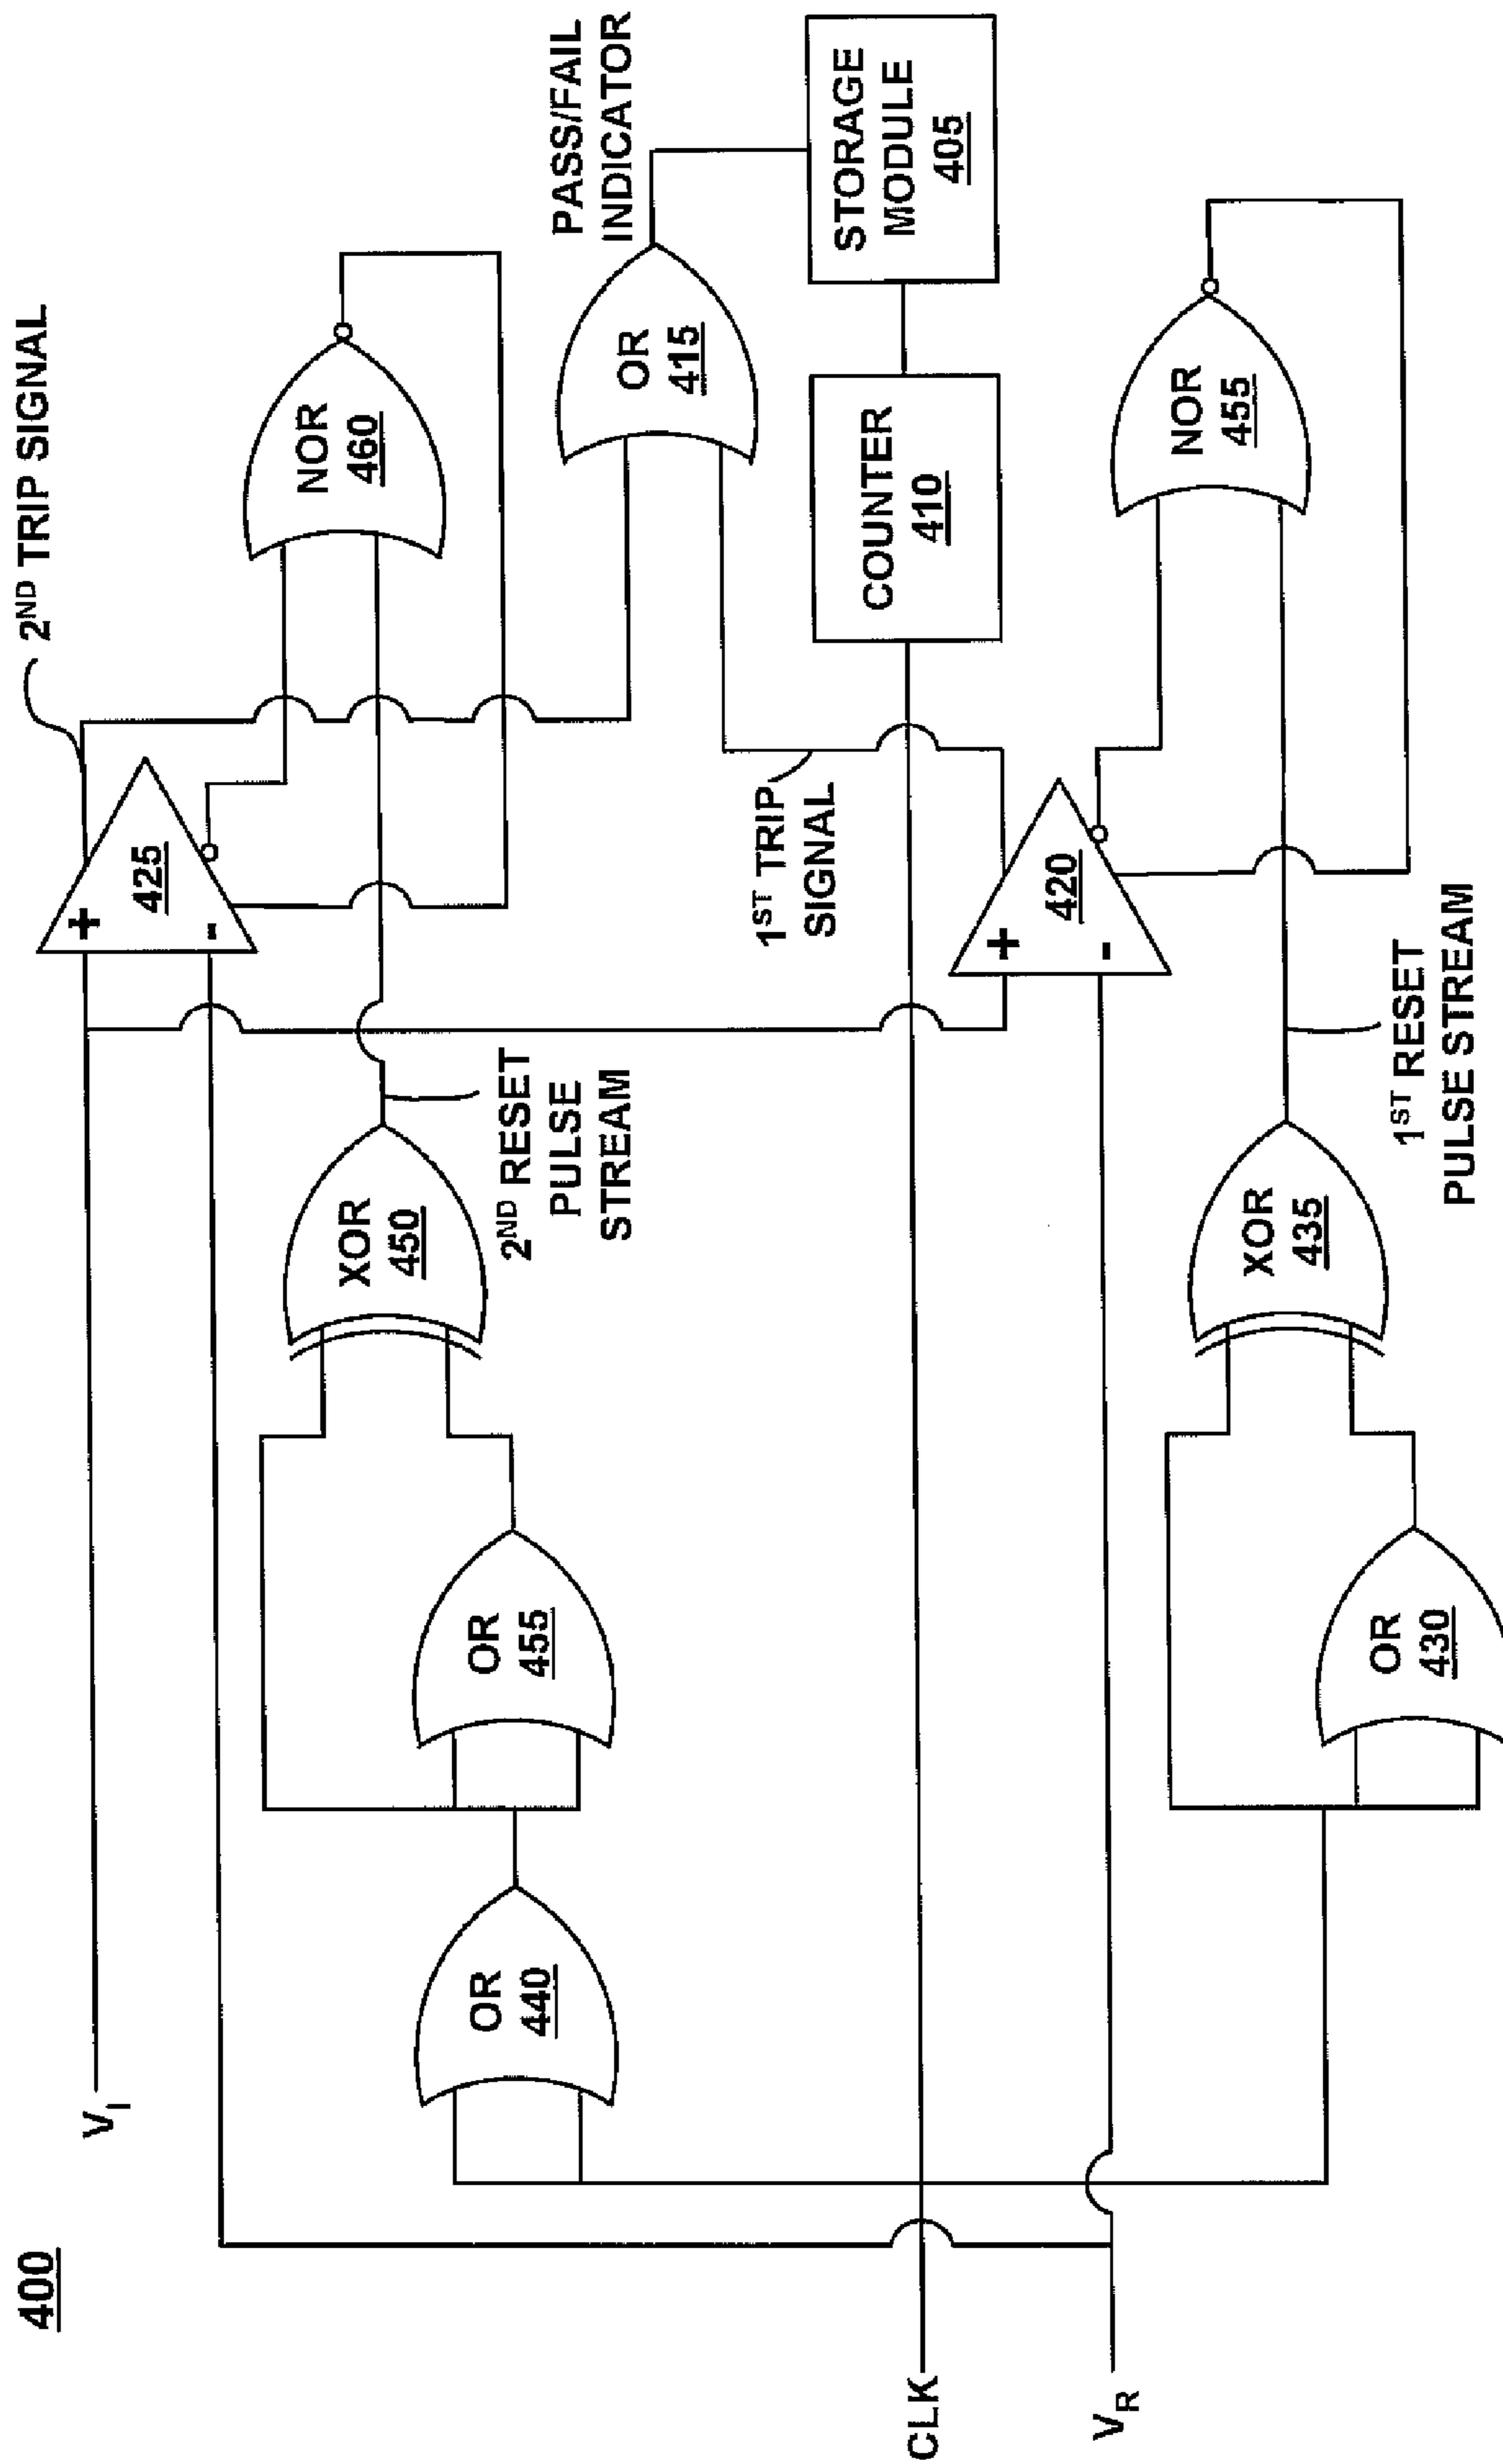 400
V_I
CLK
V_R
OR
440
OR
455
XOR
450
2ND RESET
PULSE
STREAM
+
-
425
2ND TRIP SIGNAL
NOR
460
PASS/FAIL
INDICATOR
OR
415
1ST TRIP
SIGNAL
COUNTER
410
STORAGE
MODULE
405
+
-
420
NOR
455
OR
430
XOR
435
1ST RESET
PULSE STREAM